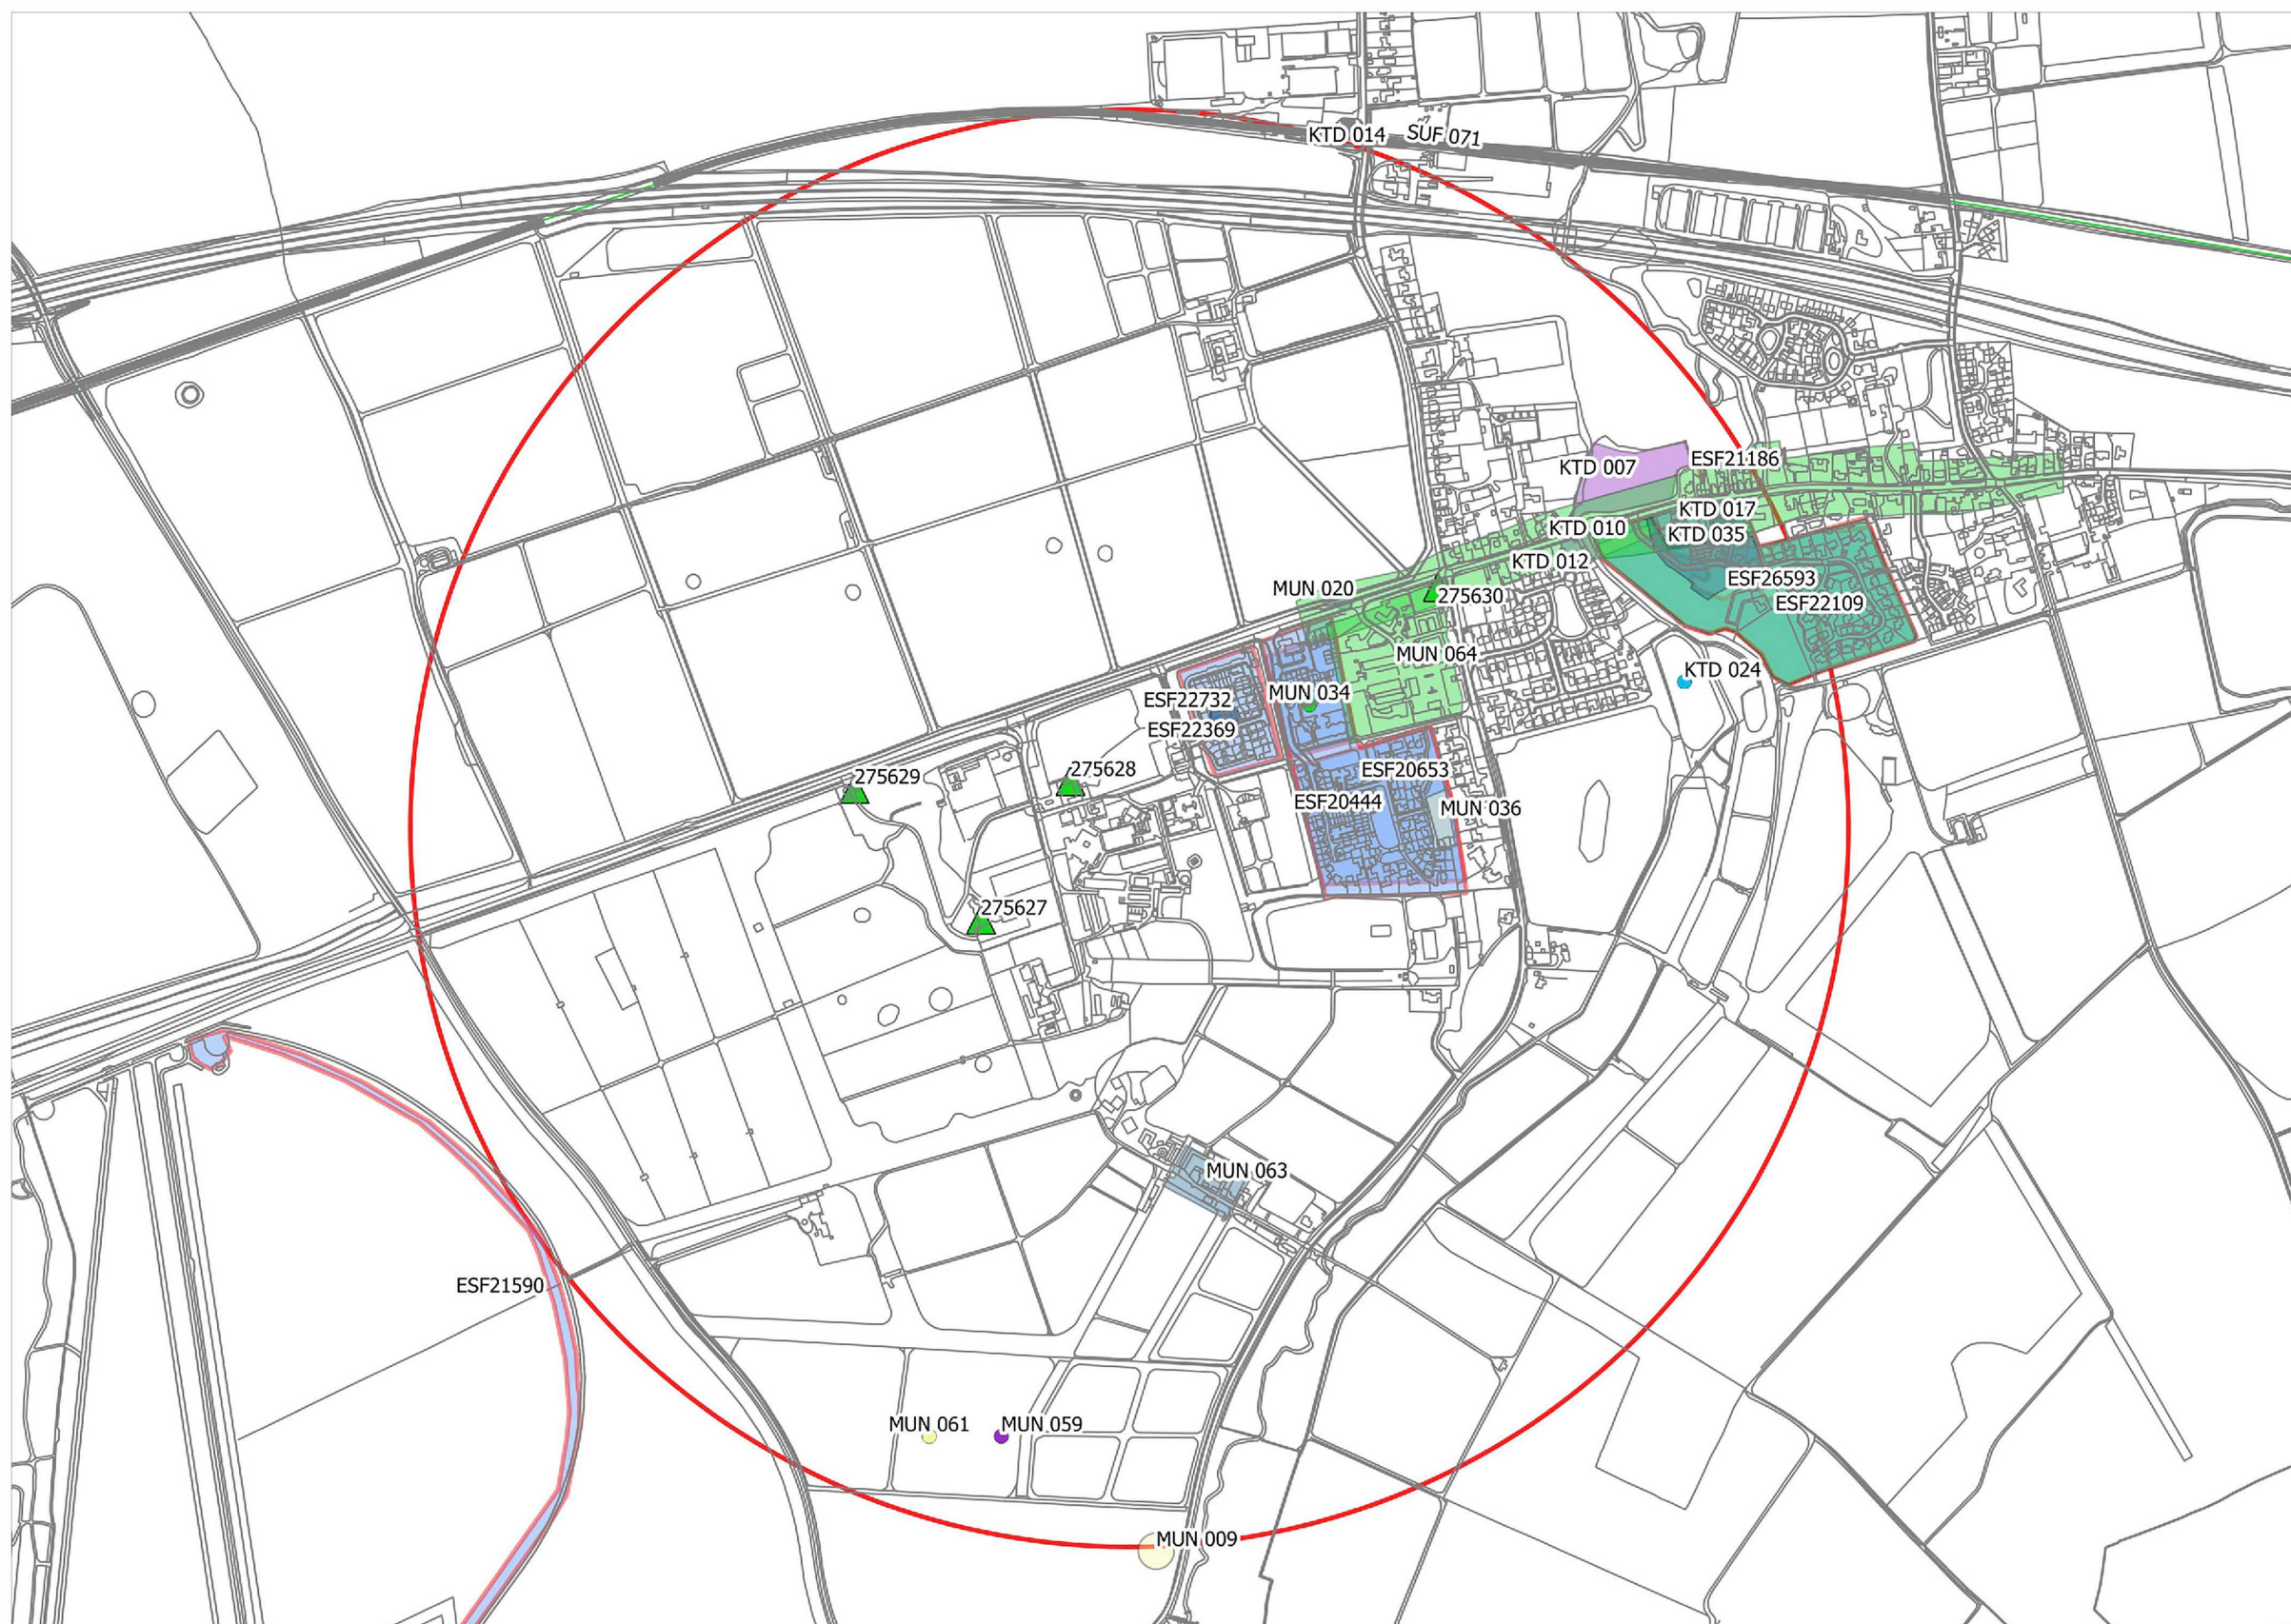 KTD 014
SUF 071
ESF21186
KTD 007
KTD 017
KTD 010
KTD 035
KTD 012
ESF26593
MUN 020
275630
ESF22109
MUN 064
KTD 024
MUN 034
ESF22732
ESF22369
275628
ESF20653
275629
ESF20444
MUN 036
275627
MUN 063
ESF21590
MUN 061
MUN 059
MUN 009